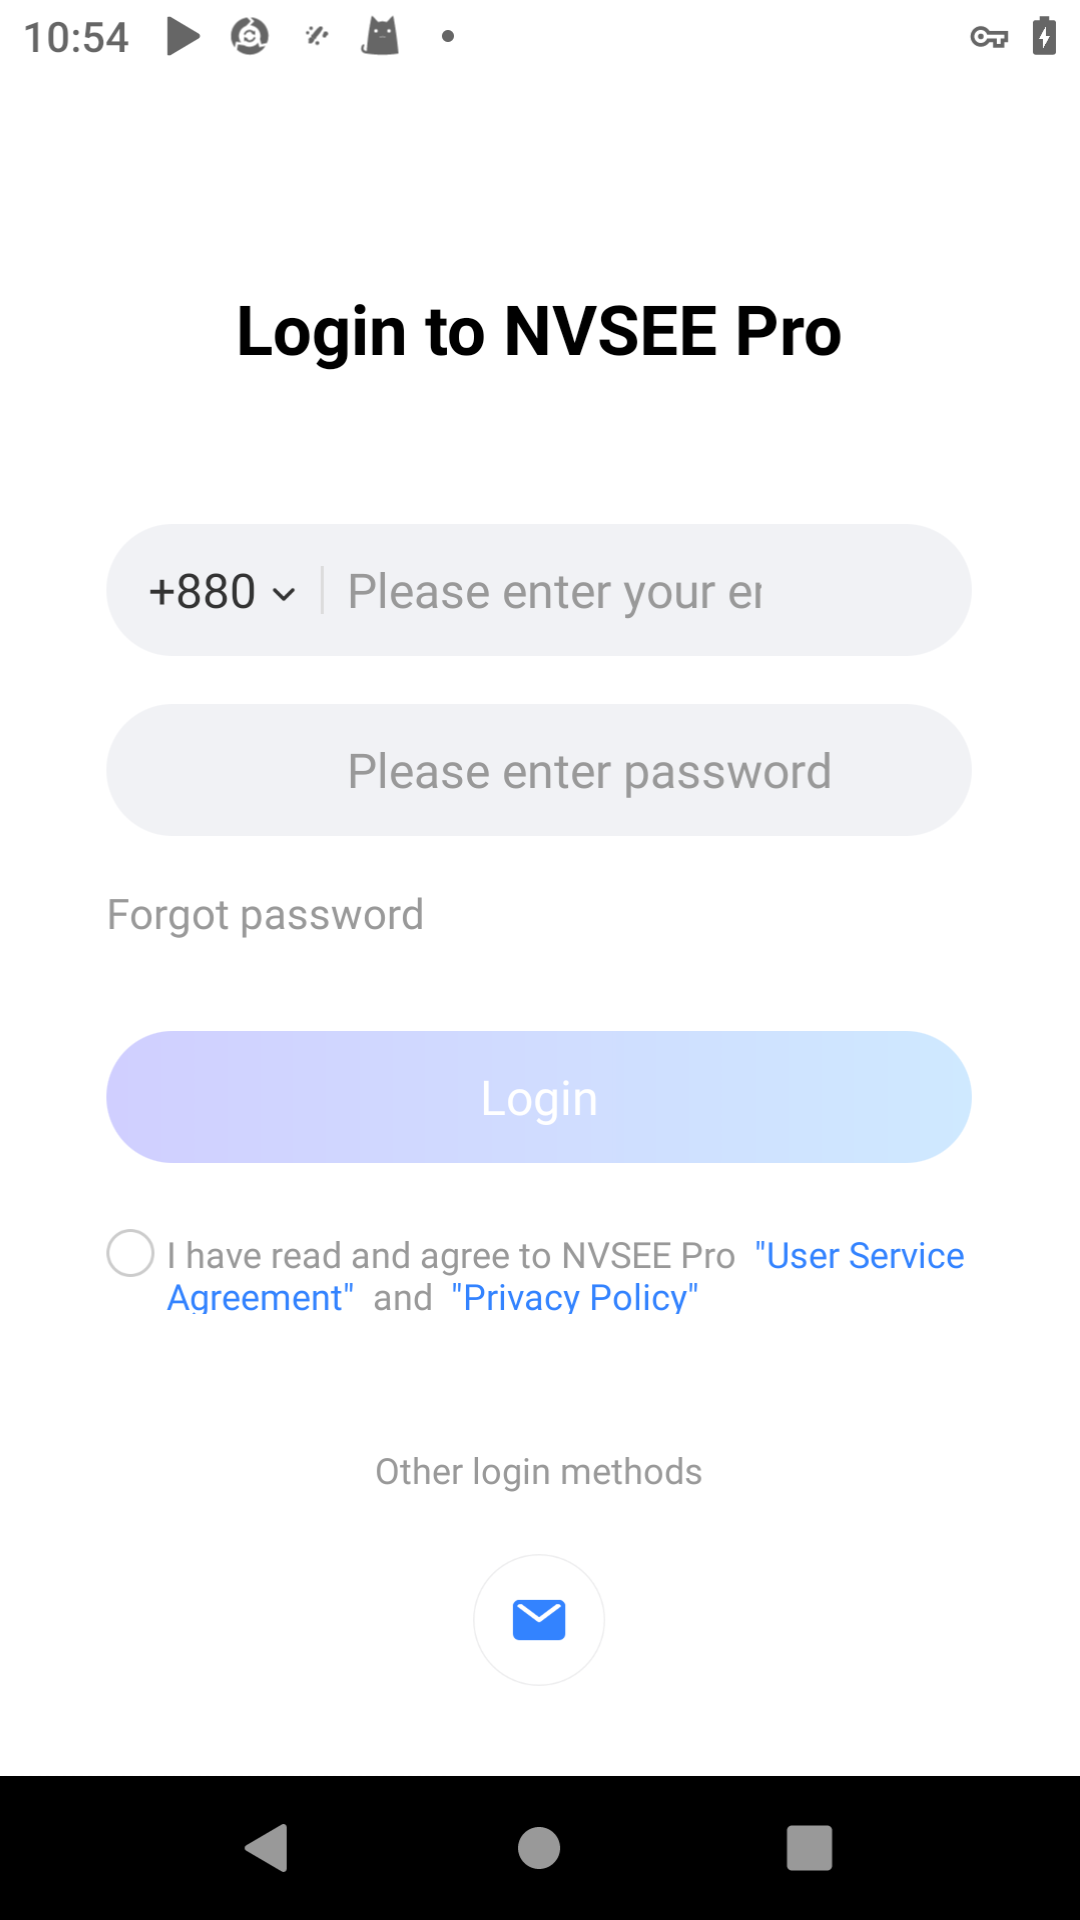 10:54
Login to NVSEE Pro
+880 Please enter your
Please enter password
Forgot password
Login
I have read and agree to NVSEE Pro "User Service
Agreement" and "Privacy Policy"
Other login methods